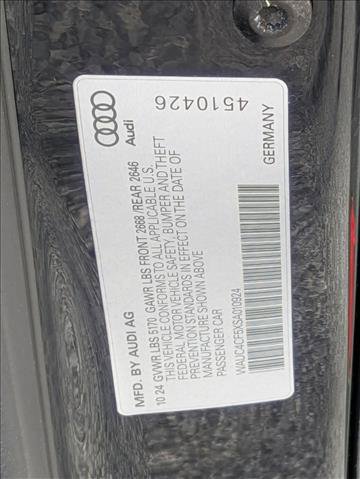 MFD. BY AUDI AG
10 24 GVWR LBS 5170 GAWR LBS FRONT 2668 /REAR 2646
THIS VEHICLE CONFORMS TO ALL APPLICABLE U.S.
FEDERAL MOTOR VEHICLE SAFETY, BUMPER AND THEFT
PREVENTION STANDARDS IN EFFECT ON THE DATE OF
MANUFACTURE SHOWN ABOVE
PASSENGER CAR
WAUC4CF5XSA010924
GERMANY
Audi
4510426